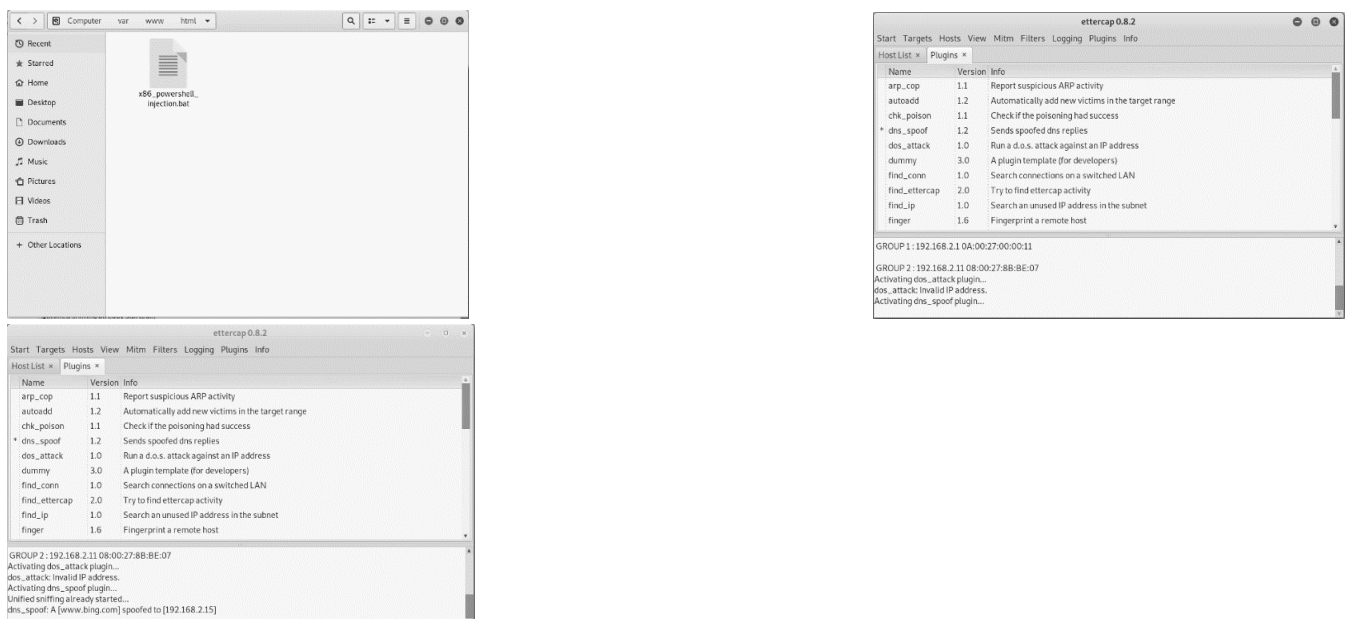 Computer var www html
Recent
Starred
Home
Desktop
Documents
Downloads
Music
Pictures
Videos
Trash
+ Other Locations
x86_powershell_
injection.bat
ettercap 0.8.2
Start Targets Hosts View Mitm Filters Logging Plugins Info
Host List × Plugins ×
Name Version Info
arp_cop 1.1 Report suspicious ARP activity
autoadd 1.2 Automatically add new victims in the target range
chk_poison 1.1 Check if the poisoning had success
* dns_spoof 1.2 Sends spoofed dns replies
dos_attack 1.0 Run a d.o.s. attack against an IP address
dummy 3.0 A plugin template (for developers)
find_conn 1.0 Search connections on a switched LAN
find_ettercap 2.0 Try to find ettercap activity
find_ip 1.0 Search an unused IP address in the subnet
finger 1.6 Fingerprint a remote host
GROUP 1 : 192.168.2.1 0A:00:27:00:00:11
GROUP 2 : 192.168.2.11 08:00:27:8B:BE:07
Activating dos_attack plugin...
dos_attack: Invalid IP address.
Activating dns_spoof plugin...
ettercap 0.8.2
Start Targets Hosts View Mitm Filters Logging Plugins Info
Host List × Plugins ×
Name Version Info
arp_cop 1.1 Report suspicious ARP activity
autoadd 1.2 Automatically add new victims in the target range
chk_poison 1.1 Check if the poisoning had success
* dns_spoof 1.2 Sends spoofed dns replies
dos_attack 1.0 Run a d.o.s. attack against an IP address
dummy 3.0 A plugin template (for developers)
find_conn 1.0 Search connections on a switched LAN
find_ettercap 2.0 Try to find ettercap activity
find_ip 1.0 Search an unused IP address in the subnet
finger 1.6 Fingerprint a remote host
GROUP 2 : 192.168.2.11 08:00:27:8B:BE:07
Activating dos_attack plugin...
dos_attack: Invalid IP address.
Activating dns_spoof plugin...
Unified sniffing already started...
dns_spoof: A [www.bing.com] spoofed to [192.168.2.15]